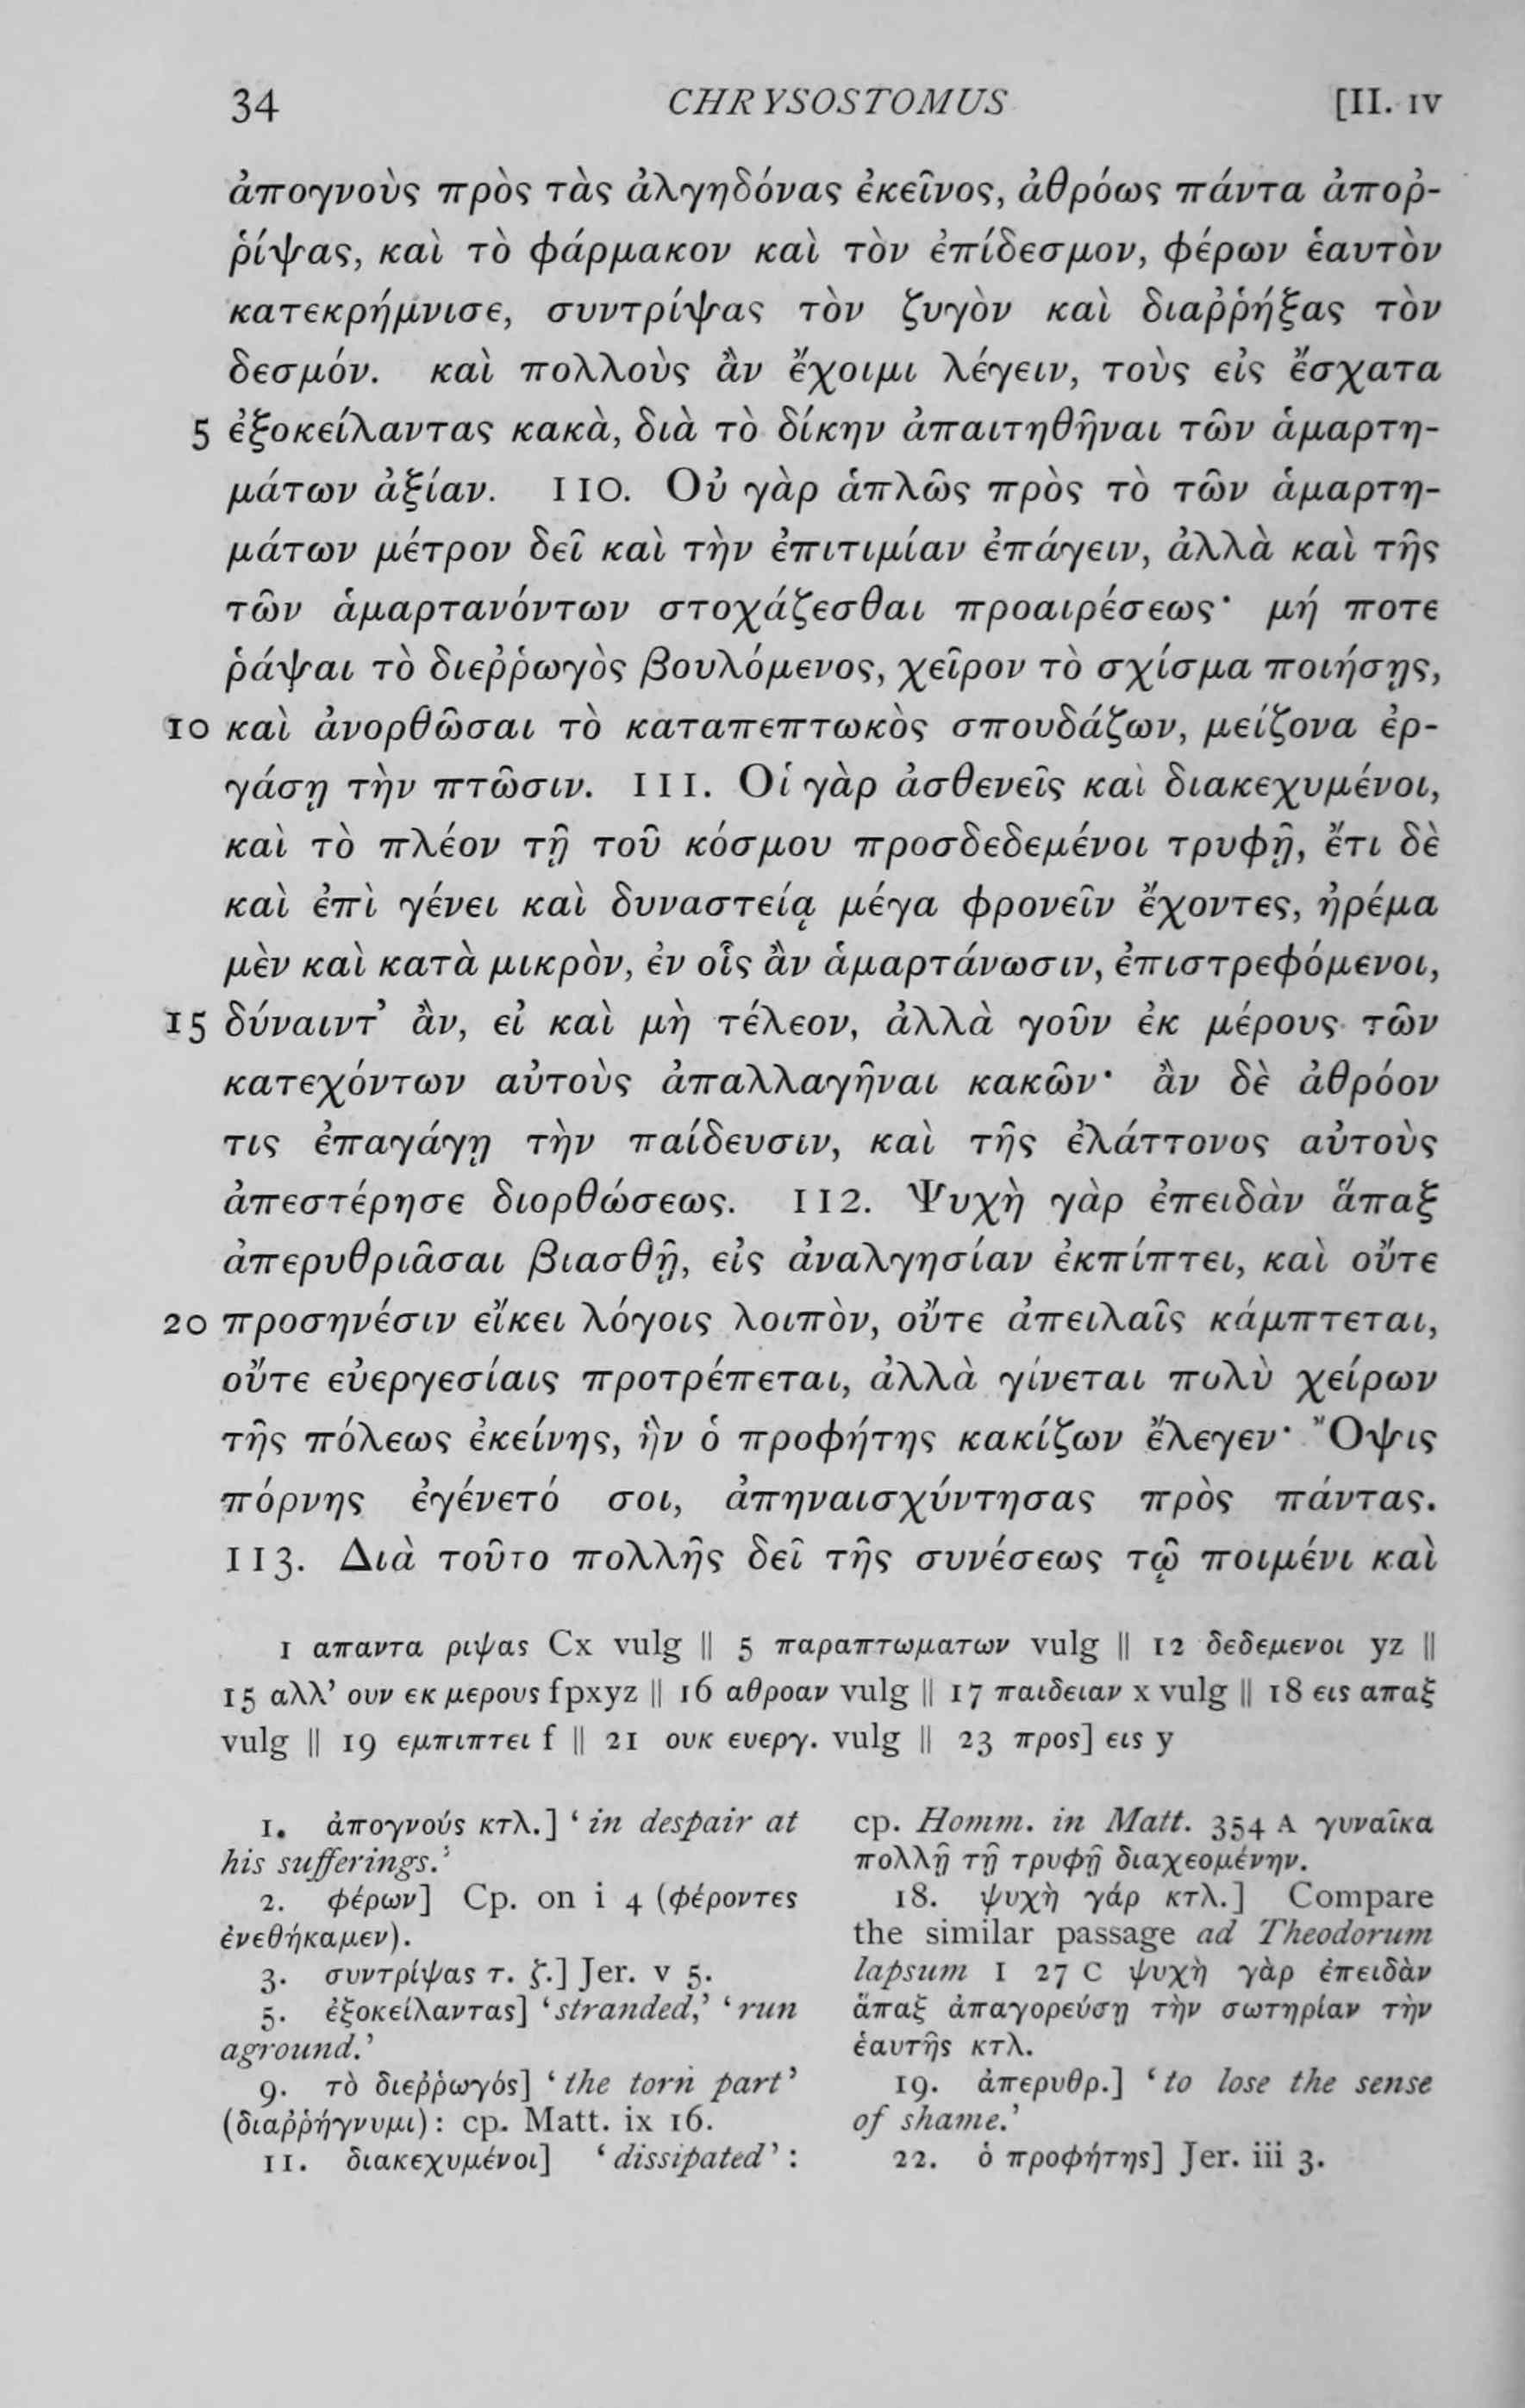 34 CHRYSOSTOMUS [II. IV
ἀπογνοὺς πρὸς τὰς ἀλγηδόνας ἐκεῖνος, ἀθρόως πάντα ἀποῤ-
ῥίψας, καὶ τὸ φάρμακον καὶ τὸν ἐπίδεσμον, φέρων ἑαυτὸν
κατεκρήμνισε, συντρίψας τὸν ζυγὸν καὶ διαῤῥήξας τὸν
δεσμόν. καὶ πολλοὺς ἂν ἔχοιμι λέγειν, τοὺς εἰς ἔσχατα
5 ἐξοκείλαντας κακὰ, διὰ τὸ δίκην ἀπαιτηθῆναι τῶν ἁμαρτη-
μάτων ἀξίαν. 110. Οὐ γὰρ ἁπλῶς πρὸς τὸ τῶν ἁμαρτη-
μάτων μέτρον δεῖ καὶ τὴν ἐπιτιμίαν ἐπάγειν, ἀλλὰ καὶ τῆς
τῶν ἁμαρτανόντων στοχάζεσθαι προαιρέσεως· μή ποτε
ῥάψαι τὸ διεῤῥωγὸς βουλόμενος, χεῖρον τὸ σχίσμα ποιήσῃς,
10 καὶ ἀνορθῶσαι τὸ καταπεπτωκὸς σπουδάζων, μείζονα ἐρ-
γάσῃ τὴν πτῶσιν. 111. Οἱ γὰρ ἀσθενεῖς καὶ διακεχυμένοι,
καὶ τὸ πλέον τῇ τοῦ κόσμου προσδεδεμένοι τρυφῇ, ἔτι δὲ
καὶ ἐπὶ γένει καὶ δυναστείᾳ μέγα φρονεῖν ἔχοντες, ἠρέμα
μὲν καὶ κατὰ μικρὸν, ἐν οἷς ἂν ἁμαρτάνωσιν, ἐπιστρεφόμενοι,
15 δύναιντ’ ἂν, εἰ καὶ μὴ τέλεον, ἀλλὰ γοῦν ἐκ μέρους τῶν
κατεχόντων αὐτοὺς ἀπαλλαγῆναι κακῶν· ἂν δὲ ἀθρόον
τις ἐπαγάγῃ τὴν παίδευσιν, καὶ τῆς ἐλάττονος αὐτοὺς
ἀπεστέρησε διορθώσεως. 112. Ψυχὴ γὰρ ἐπειδὰν ἅπαξ
ἀπερυθριᾶσαι βιασθῇ, εἰς ἀναλγησίαν ἐκπίπτει, καὶ οὔτε
20 προσηνέσιν εἴκει λόγοις λοιπὸν, οὔτε ἀπειλαῖς κάμπτεται,
οὔτε εὐεργεσίαις προτρέπεται, ἀλλὰ γίνεται πολὺ χείρων
τῆς πόλεως ἐκείνης, ἣν ὁ προφήτης κακίζων ἔλεγεν· Ὄψις
πόρνης ἐγένετό σοι, ἀπηναισχύντησας πρὸς πάντας.
113. Διὰ τοῦτο πολλῆς δεῖ τῆς συνέσεως τῷ ποιμένι καὶ
1 απαντα ριψας Cx vulg || 5 παραπτωματων vulg || 12 δεδεμενοι yz ||
15 αλλ’ ουν εκ μερους fpxyz || 16 αθροαν vulg || 17 παιδειαν x vulg || 18 εις απαξ
vulg || 19 εμπιπτει f || 21 ουκ ευεργ. vulg || 23 προς] εις y
1. ἀπογνούς κτλ.] ‘in despair at
his sufferings.’
2. φέρων] Cp. on i 4 (φέροντες
ἐνεθήκαμεν).
3. συντρίψας τ. ζ.] Jer. v 5.
5. ἐξοκείλαντας] ‘stranded,’ ‘run
aground.’
9. τὸ διεῤῥωγός] ‘the torn part’
(διαῤῥήγνυμι): cp. Matt. ix 16.
11. διακεχυμένοι] ‘dissipated’:
cp. Homm. in Matt. 354 A γυναῖκα
πολλῇ τῇ τρυφῇ διαχεομένην.
18. ψυχὴ γάρ κτλ.] Compare
the similar passage ad Theodorum
lapsum I 27 C ψυχὴ γὰρ ἐπειδὰν
ἅπαξ ἀπαγορεύσῃ τὴν σωτηρίαν τὴν
ἑαυτῆς κτλ.
19. ἀπερυθρ.] ‘to lose the sense
of shame.’
22. ὁ προφήτης] Jer. iii 3.